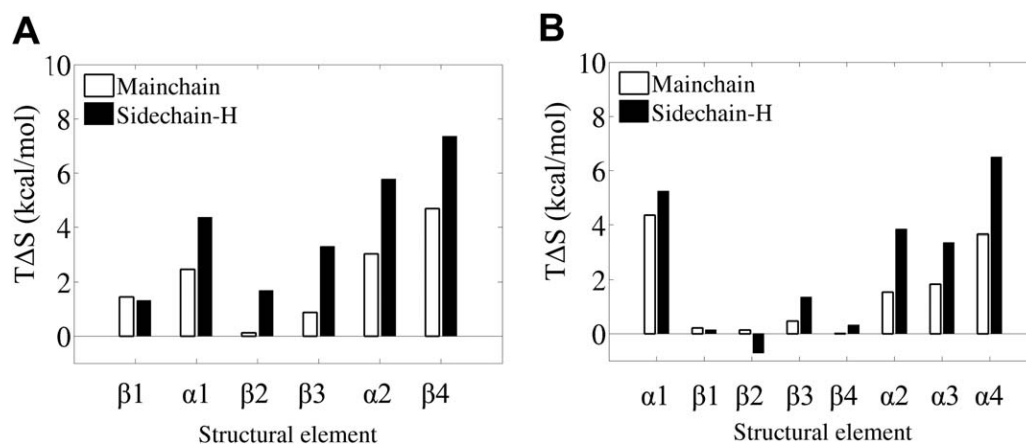 A
10
8
6
4
2
0
TΔS (kcal/mol)
Mainchain
Sidechain-H
β1 α1 β2 β3 α2 β4
Structural element
B
10
8
6
4
2
0
TΔS (kcal/mol)
Mainchain
Sidechain-H
α1 β1 β2 β3 β4 α2 α3 α4
Structural element